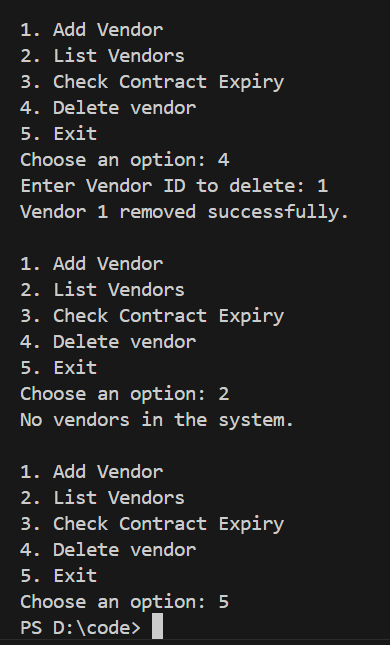 1. Add Vendor
2. List Vendors
3. Check Contract Expiry
4. Delete vendor
5. Exit
Choose an option: 4
Enter Vendor ID to delete: 1
Vendor 1 removed successfully.

1. Add Vendor
2. List Vendors
3. Check Contract Expiry
4. Delete vendor
5. Exit
Choose an option: 2
No vendors in the system.

1. Add Vendor
2. List Vendors
3. Check Contract Expiry
4. Delete vendor
5. Exit
Choose an option: 5
PS D:\code>